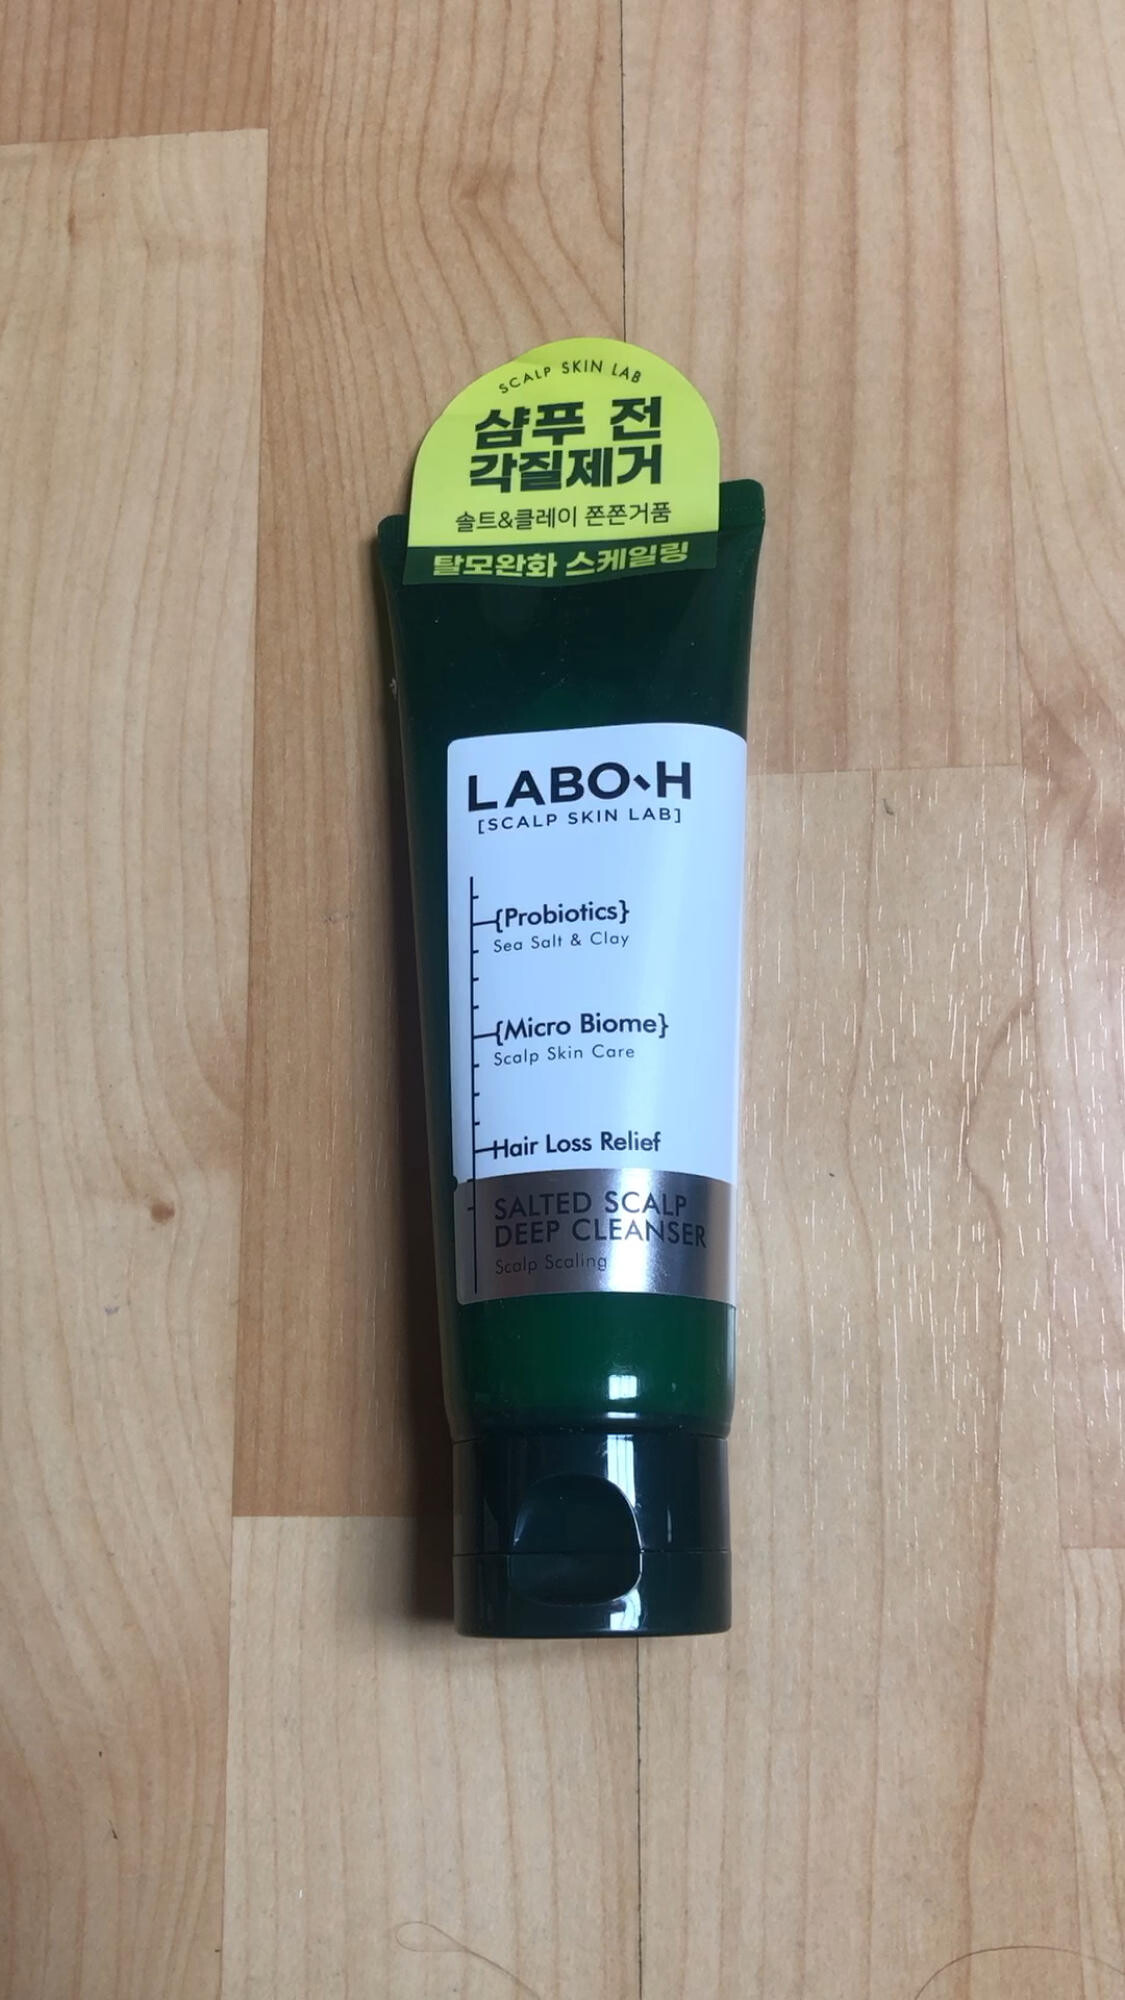 SCALP SKIN LAB
샴푸 전
각질제거
솔트&클레이 쫀쫀거품
탈모완화 스케일링
LABO-H
[SCALP SKIN LAB]
{Probiotics}
Sea Salt & Clay
{Micro Biome}
Scalp Skin Care
Hair Loss Relief
SALTED SCALP
DEEP CLEANSER
Scalp Scaling